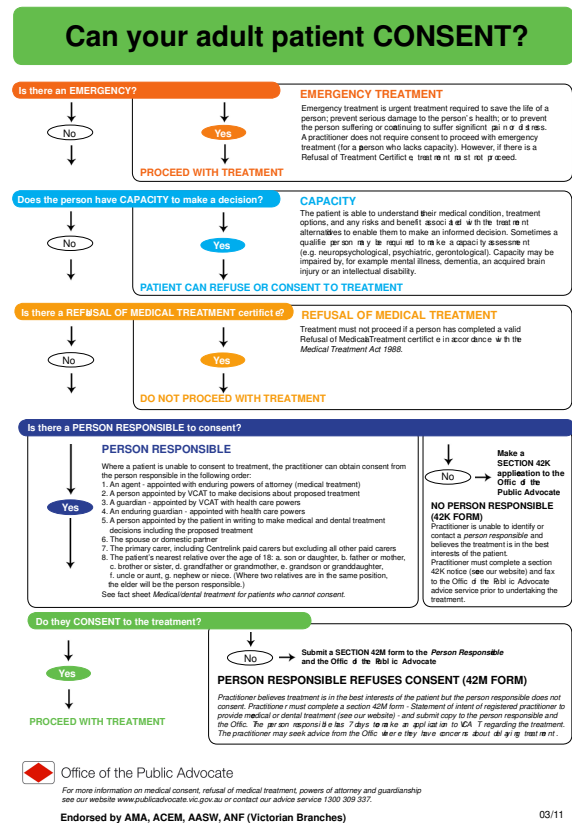 Can your adult patient CONSENT?
Is there an EMERGENCY?
No
Yes
PROCEED WITH TREATMENT
EMERGENCY TREATMENT
Emergency treatment is urgent treatment required to save the life of a
person; prevent serious damage to the person's health; or to prevent
the person suffering or continuing to suffer significant pain or distress.
A practitioner does not require consent to proceed with emergency
treatment (for a person who lacks capacity). However, if there is a
Refusal of Treatment Certificate, treatment must not proceed.
Does the person have CAPACITY to make a decision?
No
Yes
PATIENT CAN REFUSE OR CONSENT TO TREATMENT
CAPACITY
The patient is able to understand their medical condition, treatment
options, and any risks and benefit associated with the treatment
alternatives to enable them to make an informed decision. Sometimes a
qualifie person may be required to make a capacity assessment
(e.g. neuropsychological, psychiatric, gerontological). Capacity may be
impaired by, for example mental illness, dementia, an acquired brain
injury or an intellectual disability.
Is there a REFUSAL OF MEDICAL TREATMENT certificate?
No
Yes
DO NOT PROCEED WITH TREATMENT
REFUSAL OF MEDICAL TREATMENT
Treatment must not proceed if a person has completed a valid
Refusal of Medical Treatment certificate in accordance with the
Medical Treatment Act 1988.
Is there a PERSON RESPONSIBLE to consent?
Yes
PERSON RESPONSIBLE
Where a patient is unable to consent to treatment, the practitioner can obtain consent from
the person responsible in the following order:
1. An agent - appointed with enduring powers of attorney (medical treatment)
2. A person appointed by VCAT to make decisions about proposed treatment
3. A guardian - appointed with health care powers
4. An enduring guardian - appointed with health care powers
5. A person appointed by the patient in writing to make medical and dental treatment
decisions including the proposed treatment
6. The spouse or domestic partner
7. The primary carer, including Centrelink paid carers but excluding all other paid carers
8. The patient's nearest relative over the age of 18: a. son or daughter, b. father or mother,
c. brother or sister, d. grandfather or grandmother, e. grandson or granddaughter,
f. uncle or aunt, g. nephew or niece. (Where two relatives are in the same position,
the elder will be the person responsible.)
See fact sheet Medical/dental treatment for patients who cannot consent.
No
Make a
SECTION 42K
application to the
Offic of the
Public Advocate
NO PERSON RESPONSIBLE
(42K FORM)
Practitioner is unable to identify or
contact a person responsible and
believes the treatment is in the best
interests of the patient.
Practitioner must complete a section
42K notice (see our website) and fax
to the Offic of the Public Advocate
advice service prior to undertaking the
treatment.
Do they CONSENT to the treatment?
Yes
PROCEED WITH TREATMENT
No
Submit a SECTION 42M form to the Person Responsible
and the Offic of the Public Advocate
PERSON RESPONSIBLE REFUSES CONSENT (42M FORM)
Practitioner believes treatment is in the best interests of the patient but the person responsible does not
consent. Practitioner must complete a section 42M form - Statement of intent of registered practitioner to
provide medical or dental treatment (see our website) - and submit copy to the person responsible and
the Offic. The person responsible has 7 days to make an application to VCAT regarding the treatment.
The practitioner may seek advice from the Offic where they have concerns about delaying treatment.
Office of the Public Advocate
For more information on medical consent, refusal of medical treatment, powers of attorney and guardianship
see our website www.publicadvocate.vic.gov.au or contact our advice service 1300 309 337.
Endorsed by AMA, ACEM, AASW, ANF (Victorian Branches)
03/11